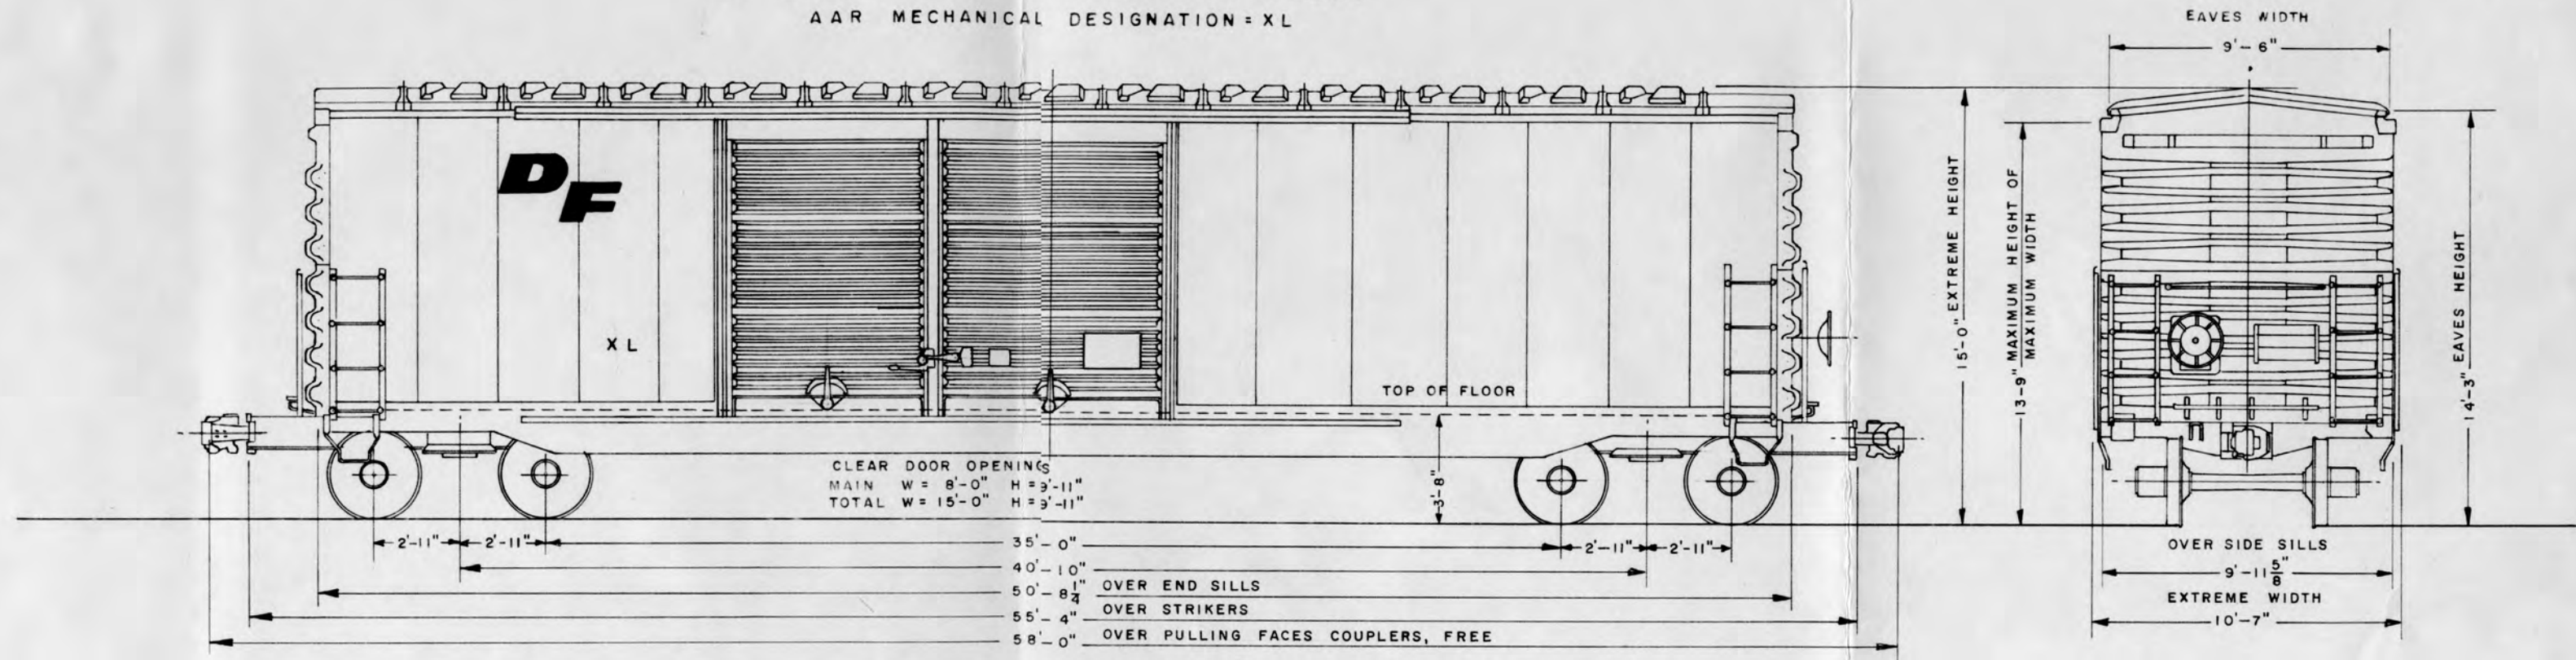 AAR MECHANICAL DESIGNATION = XL
EAVES WIDTH
9'-6"
DF
XL
TOP OF FLOOR
15'-0" EXTREME HEIGHT
13-9" MAXIMUM HEIGHT OF
MAXIMUM WIDTH
14'-3" EAVES HEIGHT
CLEAR DOOR OPENINGS
MAIN W = 8'-0" H = 9'-11"
TOTAL W = 15'-0" H = 9'-11"
3'-8"
2'-11" 2'-11" 35'-0" 2'-11" 2'-11"
40'-10"
50'-8 1/4" OVER END SILLS
55'-4" OVER STRIKERS
58'-0" OVER PULLING FACES COUPLERS, FREE
OVER SIDE SILLS
9'-11 5/8"
EXTREME WIDTH
10'-7"